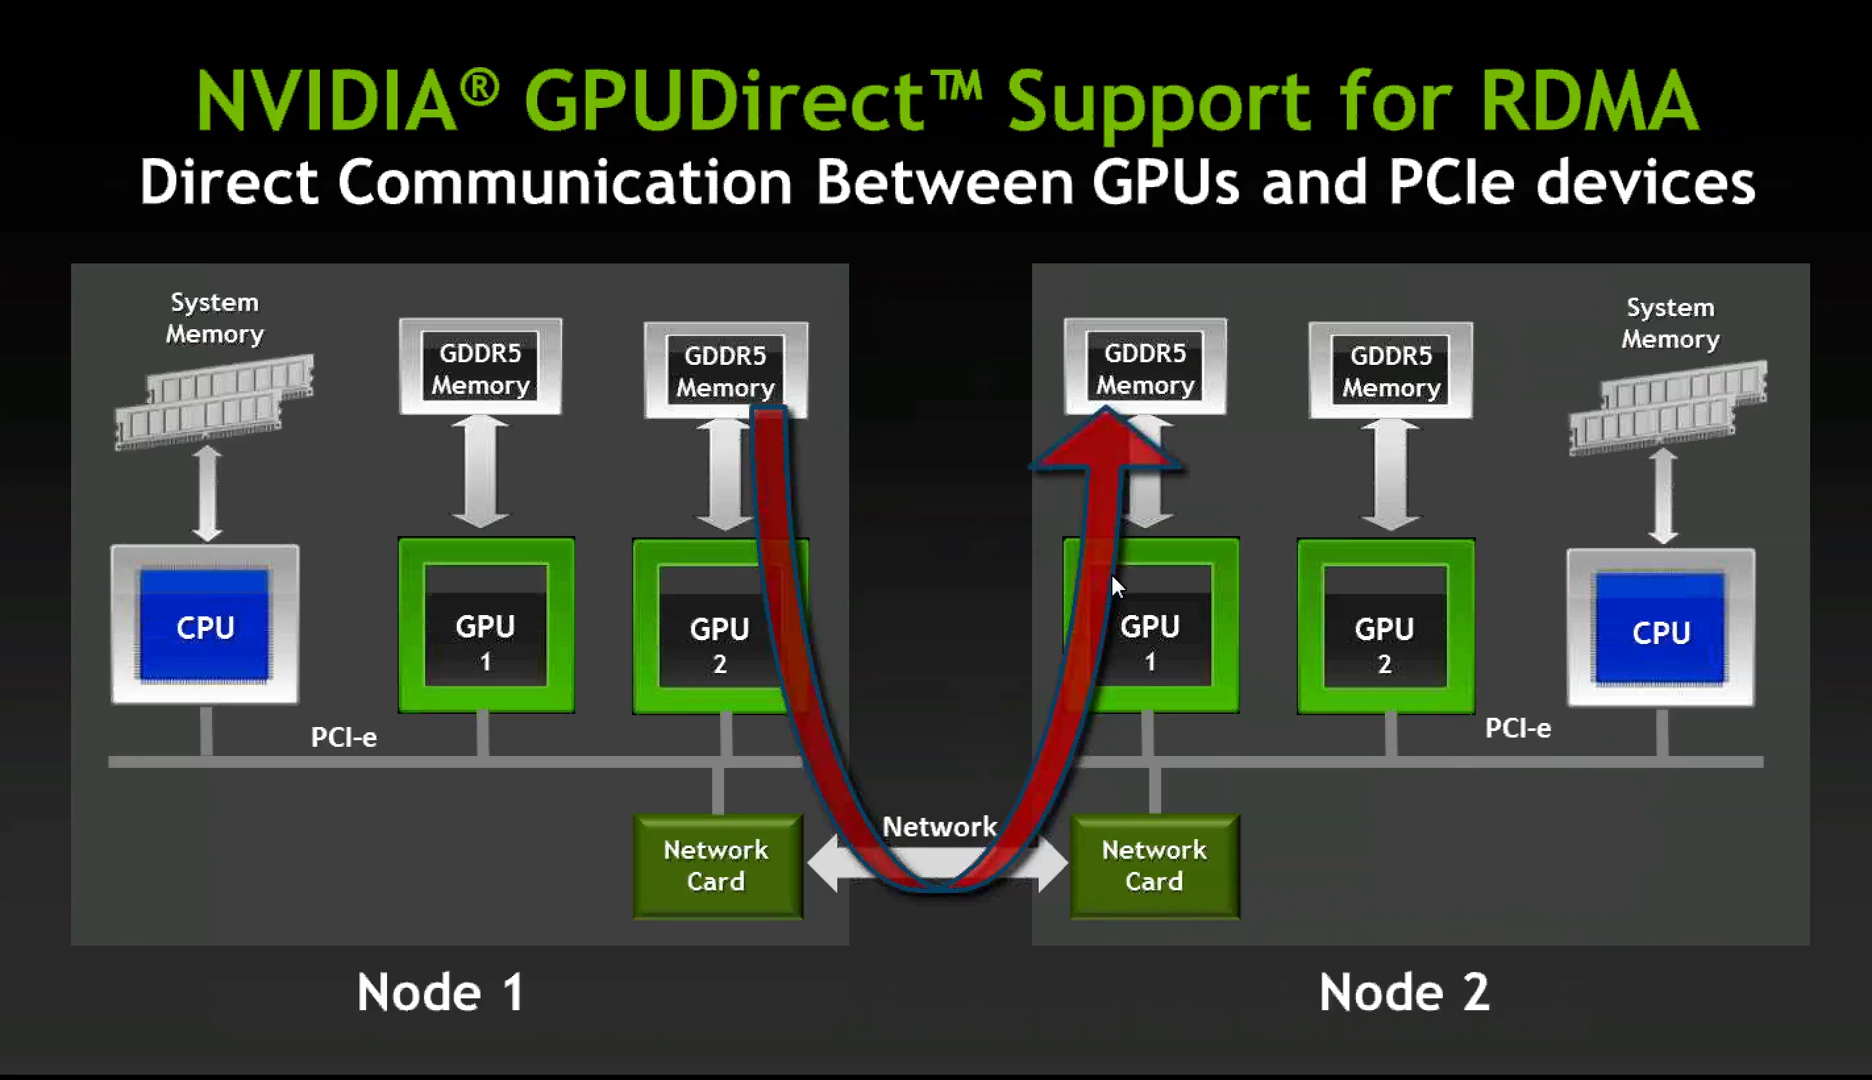 NVIDIA® GPUDirect™ Support for RDMA
Direct Communication Between GPUs and PCIe devices
System
Memory
GDDR5
Memory
GDDR5
Memory
CPU
GPU
1
GPU
2
PCI-e
Network
Card
Node 1
Network
GDDR5
Memory
GDDR5
Memory
System
Memory
GPU
1
GPU
2
CPU
PCI-e
Network
Card
Node 2